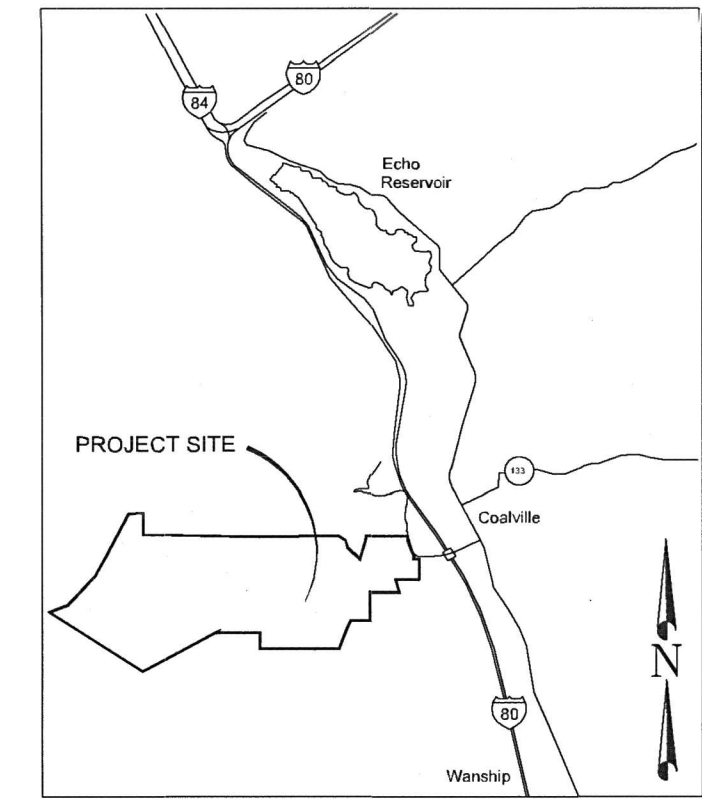 80
84
Echo
Reservoir
PROJECT SITE
133
Coalville
N
80
Wanship